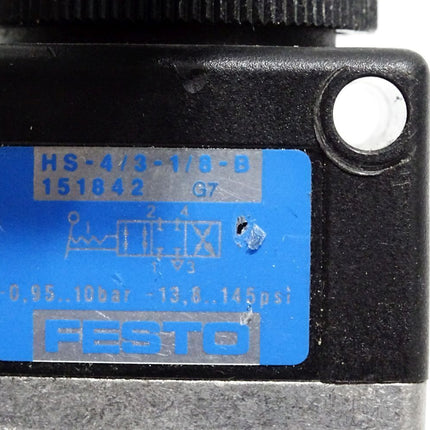 HS-4/3-1/8-B
151842 G7
2 4
1 3
-0,95..10bar -13,8..145psi
FESTO